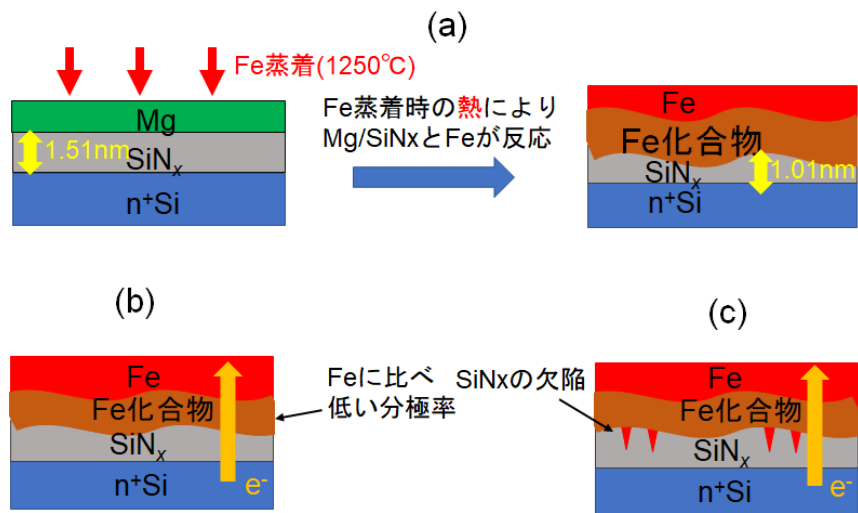 (a)
Fe蒸着(1250℃)
Mg
1.51nm
SiNx
n+Si
Fe蒸着時の熱により
Mg/SiNxとFeが反応
Fe
Fe化合物
SiNx
1.01nm
n+Si
(b)
Fe
Fe化合物
SiNx
n+Si
e-
Feに比べ
低い分極率
SiNxの欠陥
(c)
Fe
Fe化合物
SiNx
n+Si
e-